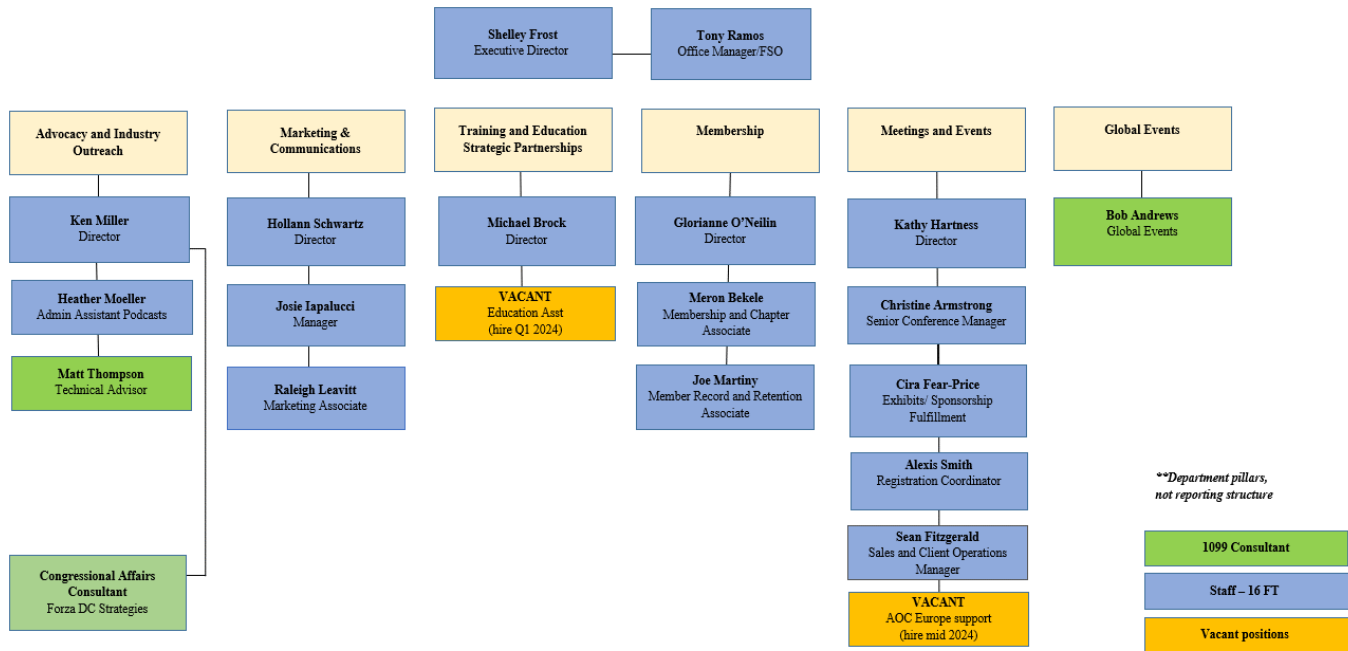 Shelley Frost
Executive Director
Tony Ramos
Office Manager/FSO
Advocacy and Industry
Outreach
Marketing &
Communications
Training and Education
Strategic Partnerships
Membership
Meetings and Events
Global Events
Ken Miller
Director
Heather Moeller
Admin Assistant Podcasts
Matt Thompson
Technical Advisor
Congressional Affairs
Consultant
Forza DC Strategies
Hollann Schwartz
Director
Josie Iapalucci
Manager
Raleigh Leavitt
Marketing Associate
Michael Brock
Director
VACANT
Education Asst
(hire Q1 2024)
Glorianne O’Neilin
Director
Meron Bekele
Membership and Chapter
Associate
Joe Martiny
Member Record and Retention
Associate
Kathy Hartness
Director
Christine Armstrong
Senior Conference Manager
Cira Fear-Price
Exhibits/ Sponsorship
Fulfillment
Alexis Smith
Registration Coordinator
Sean Fitzgerald
Sales and Client Operations
Manager
VACANT
AOC Europe support
(hire mid 2024)
Bob Andrews
Global Events
**Department pillars,
not reporting structure
1099 Consultant
Staff – 16 FT
Vacant positions